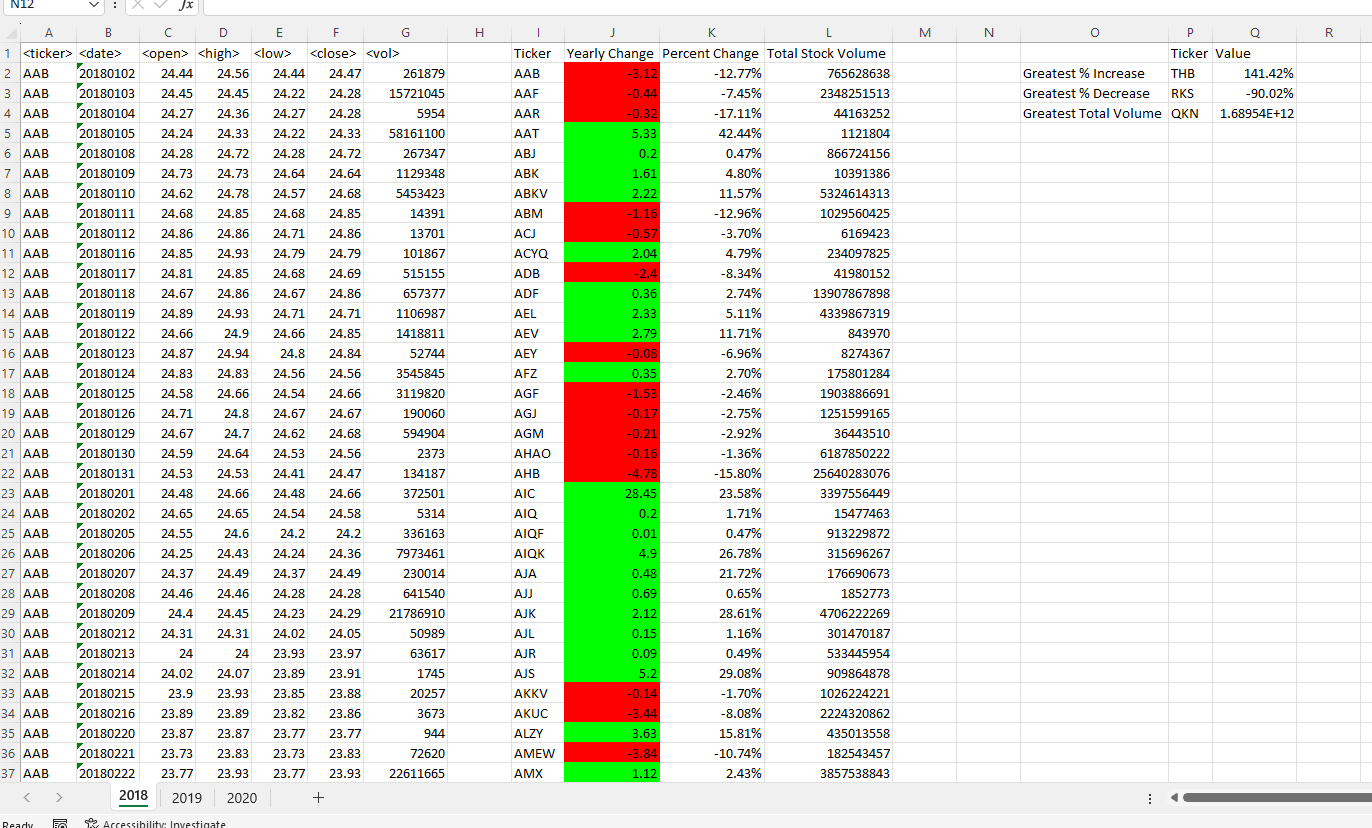 N12 fx
A B C D E F G H I J K L M N O P Q R
1 <ticker> <date> <open> <high> <low> <close> <vol> Ticker Yearly Change Percent Change Total Stock Volume Ticker Value
2 AAB 20180102 24.44 24.56 24.44 24.47 261879 AAB -3.12 -12.77% 765628638 Greatest % Increase THB 141.42%
3 AAB 20180103 24.45 24.45 24.22 24.28 15721045 AAF -0.44 -7.45% 2348251513 Greatest % Decrease RKS -90.02%
4 AAB 20180104 24.27 24.36 24.27 24.28 5954 AAR -0.32 -17.11% 44163252 Greatest Total Volume QKN 1.68954E+12
5 AAB 20180105 24.24 24.33 24.22 24.33 58161100 AAT 5.33 42.44% 1121804
6 AAB 20180108 24.28 24.72 24.28 24.72 267347 ABJ 0.2 0.47% 866724156
7 AAB 20180109 24.73 24.73 24.64 24.64 1129348 ABK 1.61 4.80% 10391386
8 AAB 20180110 24.62 24.78 24.57 24.68 5453423 ABKV 2.22 11.57% 5324614313
9 AAB 20180111 24.68 24.85 24.68 24.85 14391 ABM -1.16 -12.96% 1029560425
10 AAB 20180112 24.86 24.86 24.71 24.86 13701 ACJ -0.57 -3.70% 6169423
11 AAB 20180116 24.85 24.93 24.79 24.79 101867 ACYQ 2.04 4.79% 234097825
12 AAB 20180117 24.81 24.85 24.68 24.69 515155 ADB -2.4 -8.34% 41980152
13 AAB 20180118 24.67 24.86 24.67 24.86 657377 ADF 0.36 2.74% 13907867898
14 AAB 20180119 24.89 24.93 24.71 24.71 1106987 AEL 2.33 5.11% 4339867319
15 AAB 20180122 24.66 24.9 24.66 24.85 1418811 AEV 2.79 11.71% 843970
16 AAB 20180123 24.87 24.94 24.8 24.84 52744 AEY -0.08 -6.96% 8274367
17 AAB 20180124 24.83 24.83 24.56 24.56 3545845 AFZ 0.35 2.70% 175801284
18 AAB 20180125 24.58 24.66 24.54 24.66 3119820 AGF -1.53 -2.46% 1903886691
19 AAB 20180126 24.71 24.8 24.67 24.67 190060 AGJ -0.17 -2.75% 1251599165
20 AAB 20180129 24.67 24.7 24.62 24.68 594904 AGM -0.21 -2.92% 36443510
21 AAB 20180130 24.59 24.64 24.53 24.56 2373 AHAO -0.16 -1.36% 6187850222
22 AAB 20180131 24.53 24.53 24.41 24.47 134187 AHB -4.78 -15.80% 25640283076
23 AAB 20180201 24.48 24.66 24.48 24.66 372501 AIC 28.45 23.58% 3397556449
24 AAB 20180202 24.65 24.65 24.54 24.58 5314 AIQ 0.2 1.71% 15477463
25 AAB 20180205 24.55 24.6 24.2 24.2 336163 AIQF 0.01 0.47% 913229872
26 AAB 20180206 24.25 24.43 24.24 24.36 7973461 AIQK 4.9 26.78% 315696267
27 AAB 20180207 24.37 24.49 24.37 24.49 230014 AJA 0.48 21.72% 176690673
28 AAB 20180208 24.46 24.46 24.28 24.28 641540 AJJ 0.69 0.65% 1852773
29 AAB 20180209 24.4 24.45 24.23 24.29 21786910 AJK 2.12 28.61% 4706222269
30 AAB 20180212 24.31 24.31 24.02 24.05 50989 AJL 0.15 1.16% 301470187
31 AAB 20180213 24 24 23.93 23.97 63617 AJR 0.09 0.49% 533445954
32 AAB 20180214 24.02 24.07 23.89 23.91 1745 AJS 5.2 29.08% 909864878
33 AAB 20180215 23.9 23.93 23.85 23.88 20257 AKKV -0.14 -1.70% 1026224221
34 AAB 20180216 23.89 23.89 23.82 23.86 3673 AKUC -3.44 -8.08% 2224320862
35 AAB 20180220 23.87 23.87 23.77 23.77 944 ALZY 3.63 15.81% 435013558
36 AAB 20180221 23.73 23.83 23.73 23.83 72620 AMEW -3.84 -10.74% 182543457
37 AAB 20180222 23.77 23.93 23.77 23.93 22611665 AMX 1.12 2.43% 3857538843
2018 2019 2020
Ready Accessibility: Investigate